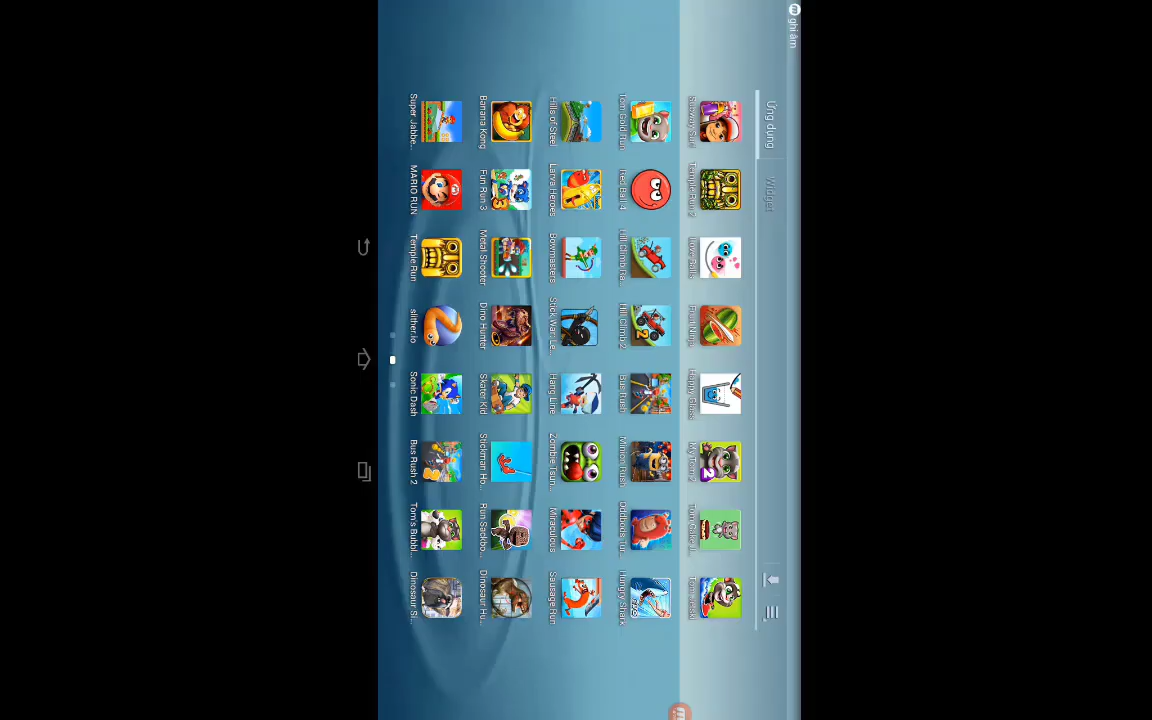 ghi âm
Ứng dụng
Widget
Subway Surf
Temple Run 2
Love Balls
Fruit Ninja
Happy Glass
My Tom 2
Tom Cake J...
Tom Jetski
Tom Gold Run
Red Ball 4
Hill Climb Ra...
Hill Climb 2
Bus Rush
Minion Rush
Oddbods Tur...
Hungry Shark
Hills of Steel
Larva Heroes
Bowmasters
Stick War: Le...
Hang Line
Zombie Tsun...
Miraculous
Sausage Run
Banana Kong
Fun Run 3
Metal Shooter
Dino Hunter
Skater Kid
Stickman Ho...
Run Sackbo...
Dinosaur Hu...
Super Jabbe...
MARIO RUN
Temple Run
slither.io
Sonic Dash
Bus Rush 2
Tom's Bubbl...
Dinosaur Si...